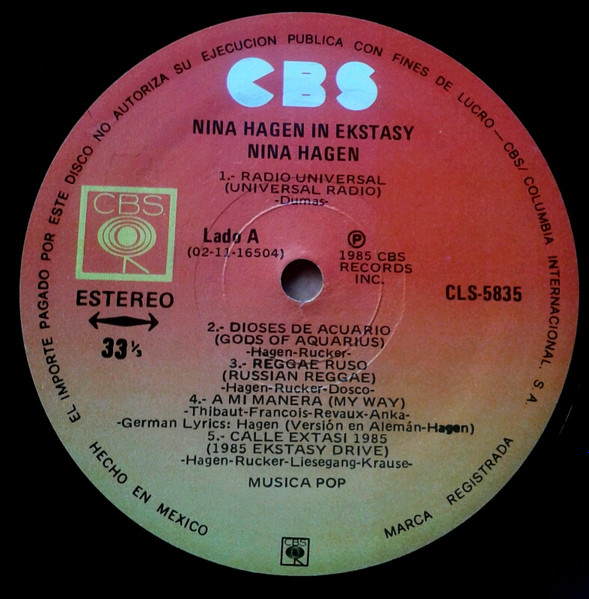 EL IMPORTE PAGADO POR ESTE DISCO NO AUTORIZA SU EJECUCION PUBLICA CON FINES DE LUCRO — CBS/ COLUMBIA INTERNACIONAL, S.A.
CBS
NINA HAGEN IN EKSTASY
NINA HAGEN
1.- RADIO UNIVERSAL
(UNIVERSAL RADIO)
-Dumas-
CBS.
Lado A
(02-11-16504)
℗
1985 CBS
RECORDS
INC.
ESTEREO
33 ⅓
CLS-5835
2.- DIOSES DE ACUARIO
(GODS OF AQUARIUS)
-Hagen-Rucker-
3.- REGGAE RUSO
(RUSSIAN REGGAE)
-Hagen-Rucker-Dosco-
4.- A MI MANERA (MY WAY)
-Thibaut-Francois-Revaux-Anka-
-German Lyrics: Hagen (Versión en Alemán-Hagen)
5.- CALLE EXTASI 1985
(1985 EKSTASY DRIVE)
-Hagen-Rucker-Liesegang-Krause-
MUSICA POP
HECHO EN MEXICO
MARCA REGISTRADA
CBS